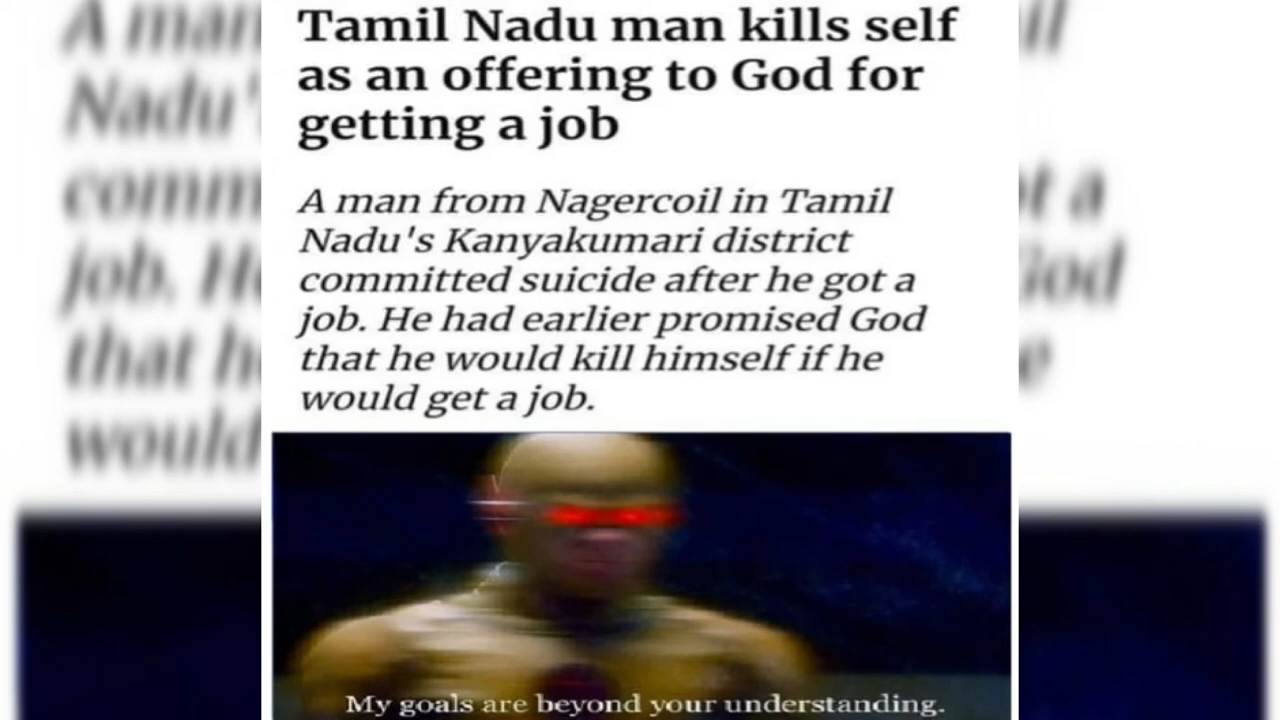 Tamil Nadu man kills self
as an offering to God for
getting a job
A man from Nagercoil in Tamil
Nadu's Kanyakumari district
committed suicide after he got a
job. He had earlier promised God
that he would kill himself if he
would get a job.
My goals are beyond your understanding.